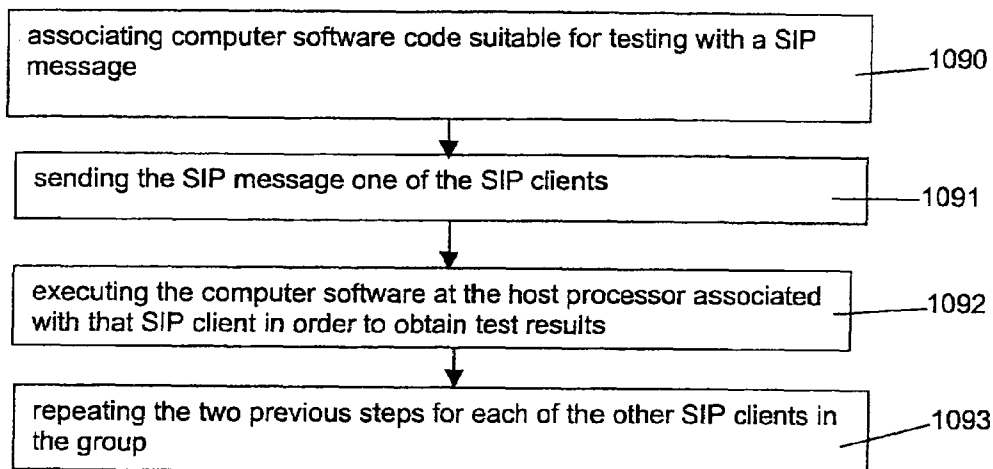 associating computer software code suitable for testing with a SIP
message
1090
sending the SIP message one of the SIP clients
1091
executing the computer software at the host processor associated
with that SIP client in order to obtain test results
1092
repeating the two previous steps for each of the other SIP clients in
the group
1093